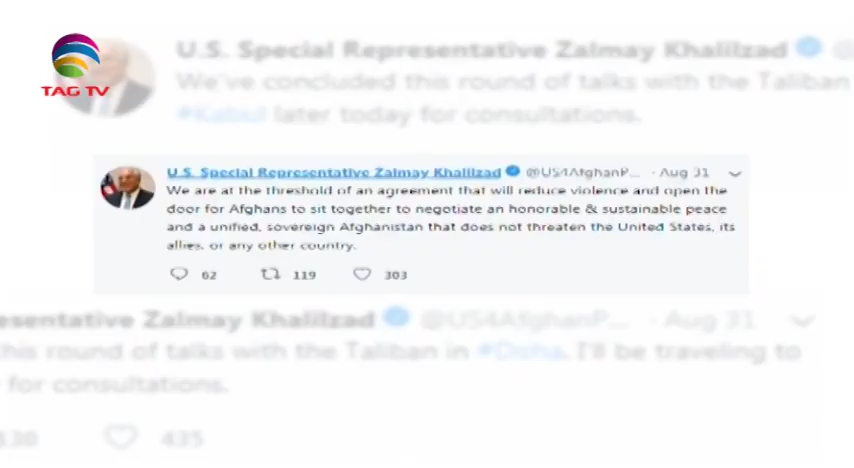 TAG TV
U.S. Special Representative Zalmay Khalilzad @
We've concluded this round of talks with the Taliban
#Kabul later today for consultations.
U.S. Special Representative Zalmay Khalilzad @US4AfghanP... · Aug 31
We are at the threshold of an agreement that will reduce violence and open the
door for Afghans to sit together to negotiate an honorable & sustainable peace
and a unified, sovereign Afghanistan that does not threaten the United States, its
allies, or any other country.
62 119 303
esentative Zalmay Khalilzad @US4AfghanP... · Aug 31
his round of talks with the Taliban in #Doha. I'll be traveling to
for consultations.
130 435